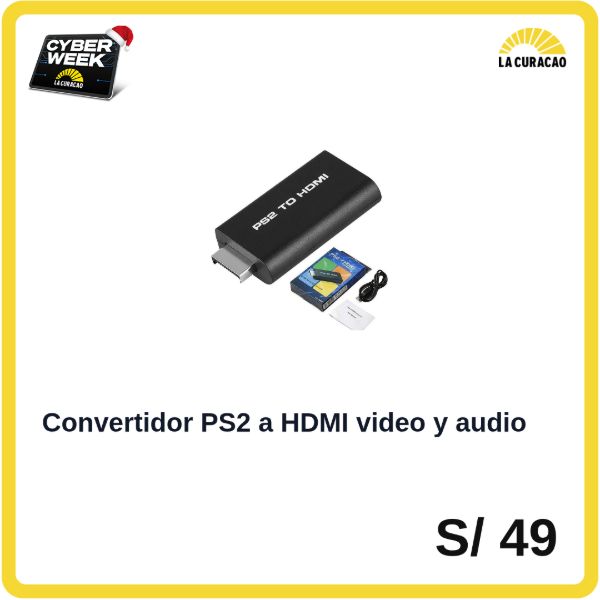 CYBER
WEEK
LA CURACAO
LA CURACAO
PS2 TO HDMI
Convertidor PS2 a HDMI video y audio
S/ 49